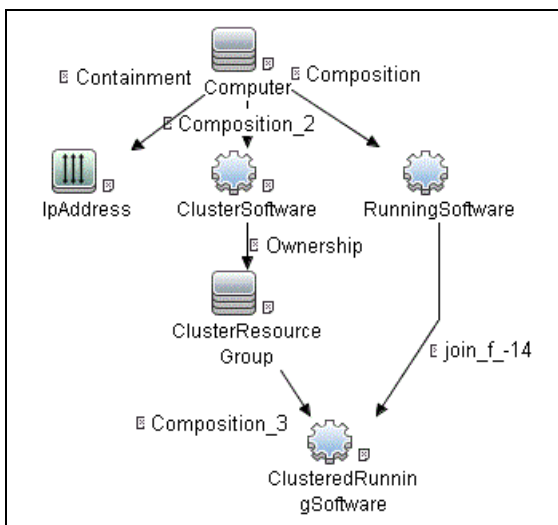 Containment
Composition
Computer
Composition_2
IpAddress
ClusterSoftware
RunningSoftware
Ownership
ClusterResource
Group
join_f_-14
Composition_3
ClusteredRunnin
gSoftware